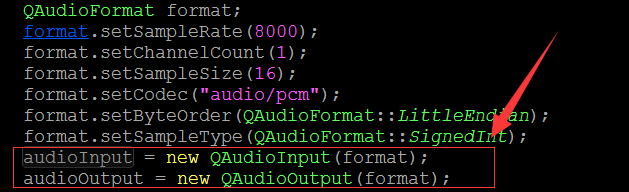 QAudioFormat format;
format.setSampleRate(8000);
format.setChannelCount(1);
format.setSampleSize(16);
format.setCodec("audio/pcm");
format.setByteOrder(QAudioFormat::LittleEndian);
format.setSampleType(QAudioFormat::SignedInt);
audioInput = new QAudioInput(format);
audioOutput = new QAudioOutput(format);